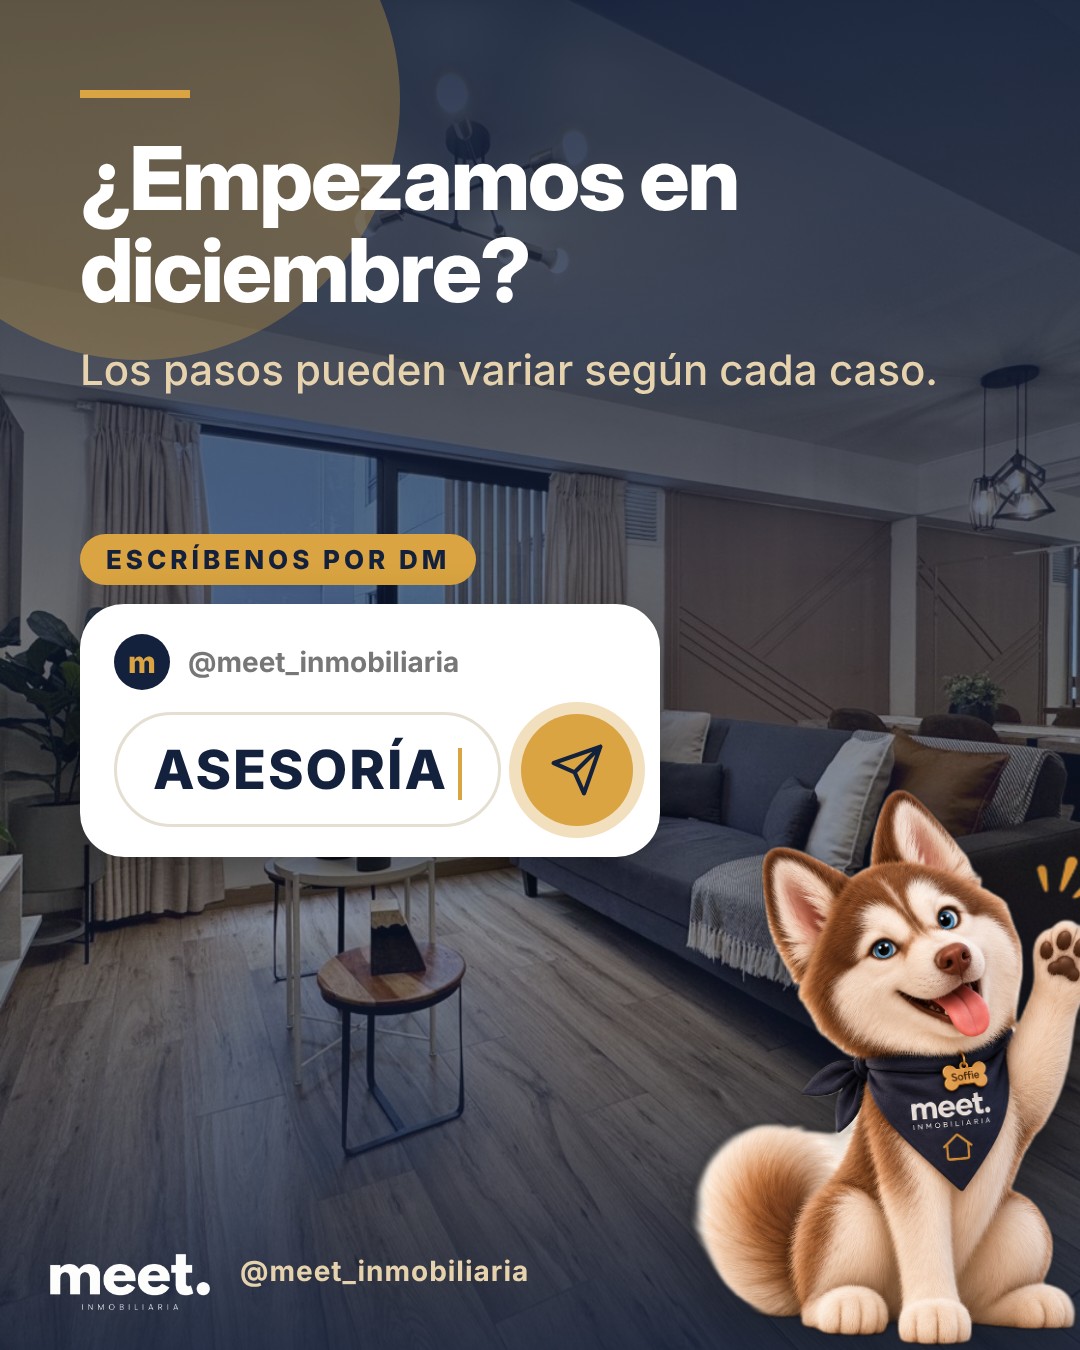 ¿Empezamos en
diciembre?
Los pasos pueden variar según cada caso.
ESCRÍBENOS POR DM
m @meet_inmobiliaria
ASESORÍA
Soffie
meet.
INMOBILIARIA
meet.
INMOBILIARIA
@meet_inmobiliaria